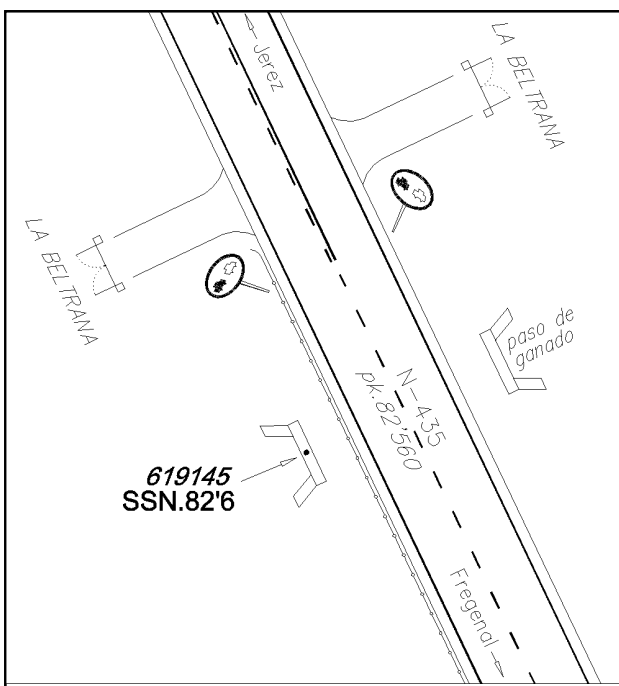 ← Jerez
LA BELTRANA
LA BELTRANA
paso de
ganado
N-435
pk.82'560
619145
SSN.82'6
Fregenal →